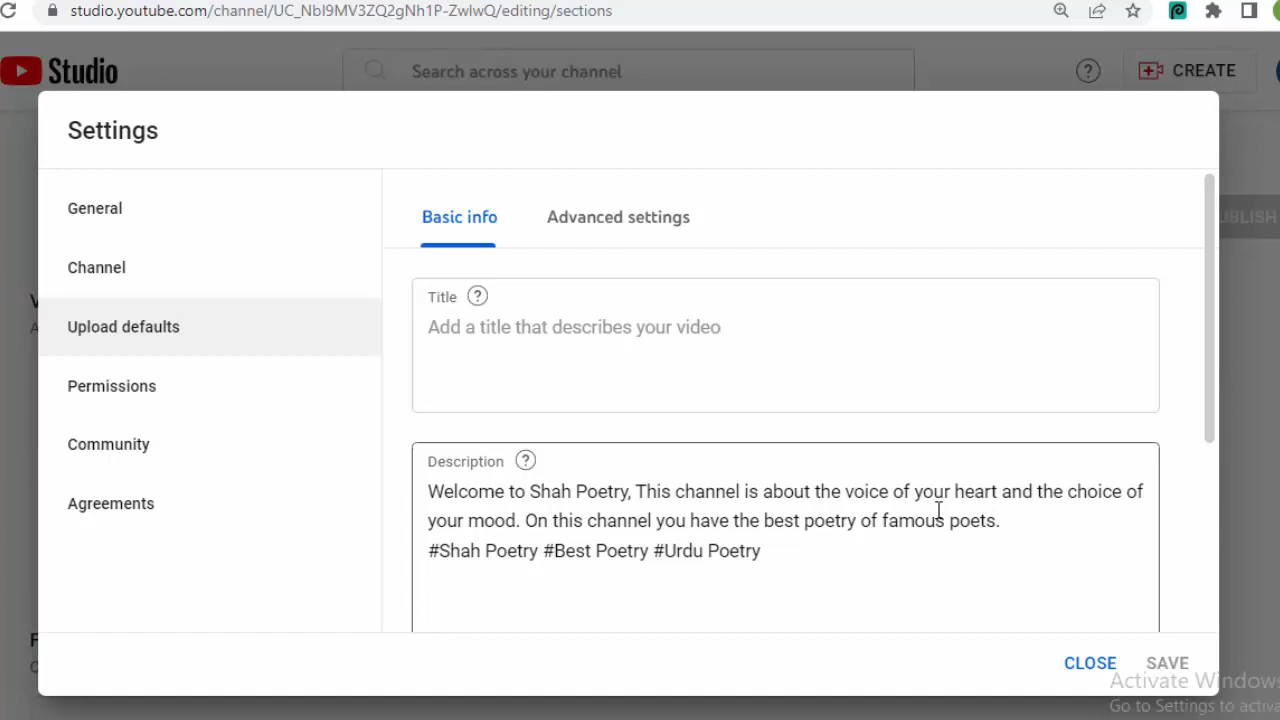 studio.youtube.com/channel/UC_NbI9MV3ZQ2gNh1P-ZwlwQ/editing/sections
Studio
Search across your channel
CREATE
Settings
General
Channel
Upload defaults
Permissions
Community
Agreements
Basic info
Advanced settings
Title
Add a title that describes your video
Description
Welcome to Shah Poetry, This channel is about the voice of your heart and the choice of
your mood. On this channel you have the best poetry of famous poets.
#Shah Poetry #Best Poetry #Urdu Poetry
CLOSE
SAVE
Activate Windows
Go to Settings to activa